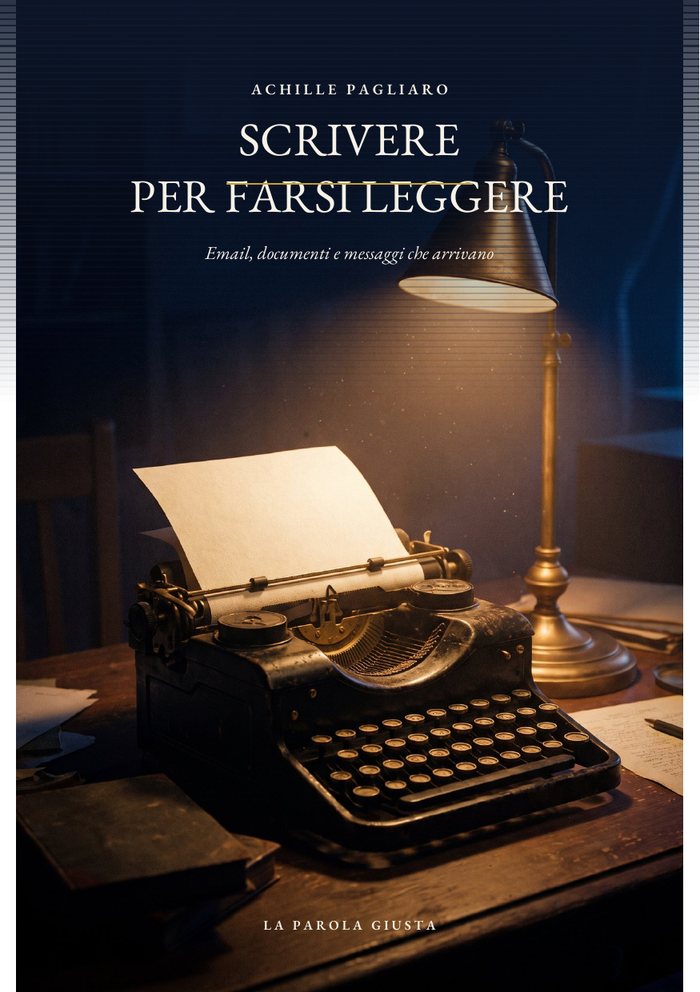 ACHILLE PAGLIARO
SCRIVERE
PER FARSI LEGGERE
Email, documenti e messaggi che arrivano
LA PAROLA GIUSTA